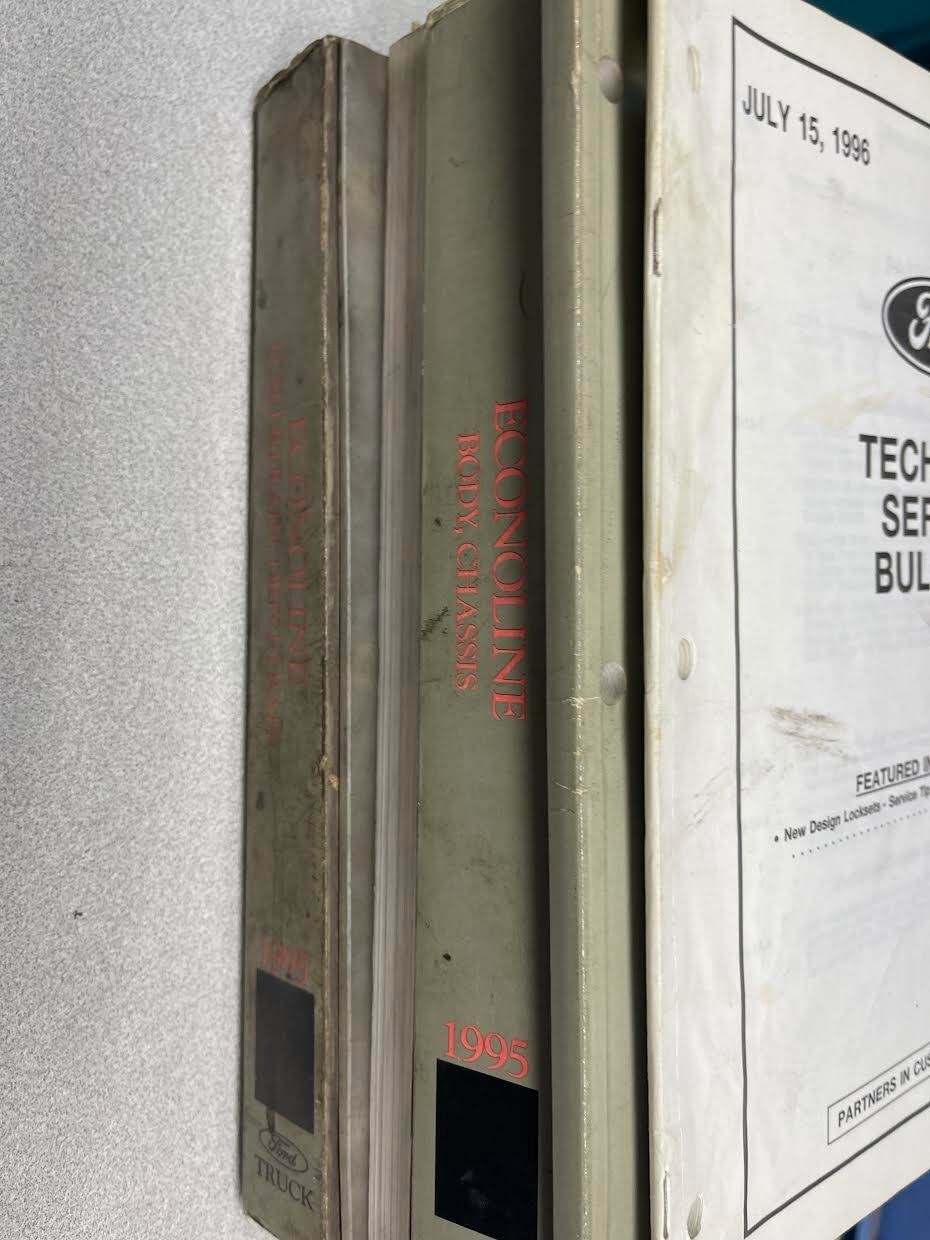 ECONOLINE
1995
Ford
TRUCK
ECONOLINE
BODY, CHASSIS
1995
JULY 15, 1996
TECH
SER
BUL
FEATURED IN
• New Design Locksets - Service Tip
PARTNERS IN CUS